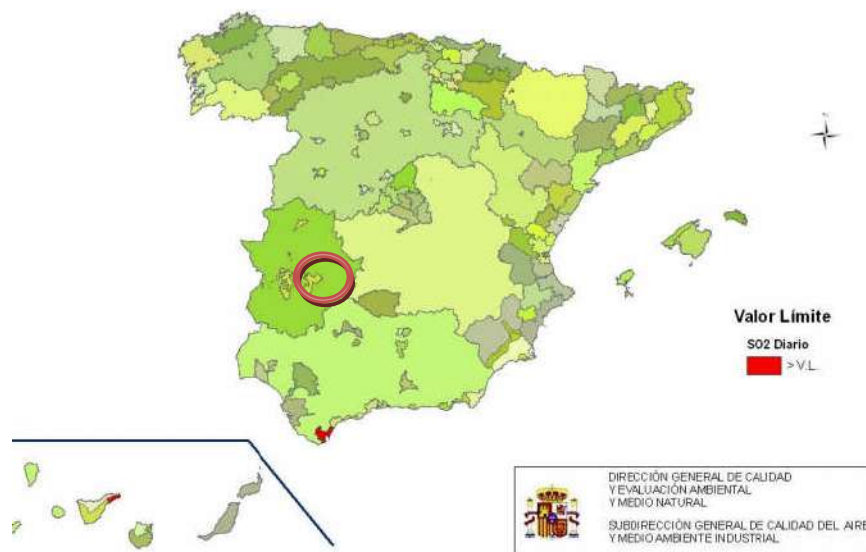 Valor Límite
SO2 Diario
> V.L.
DIRECCIÓN GENERAL DE CALIDAD
Y EVALUACIÓN AMBIENTAL
Y MEDIO NATURAL
SUBDIRECCIÓN GENERAL DE CALIDAD DEL AIRE
Y MEDIO AMBIENTE INDUSTRIAL